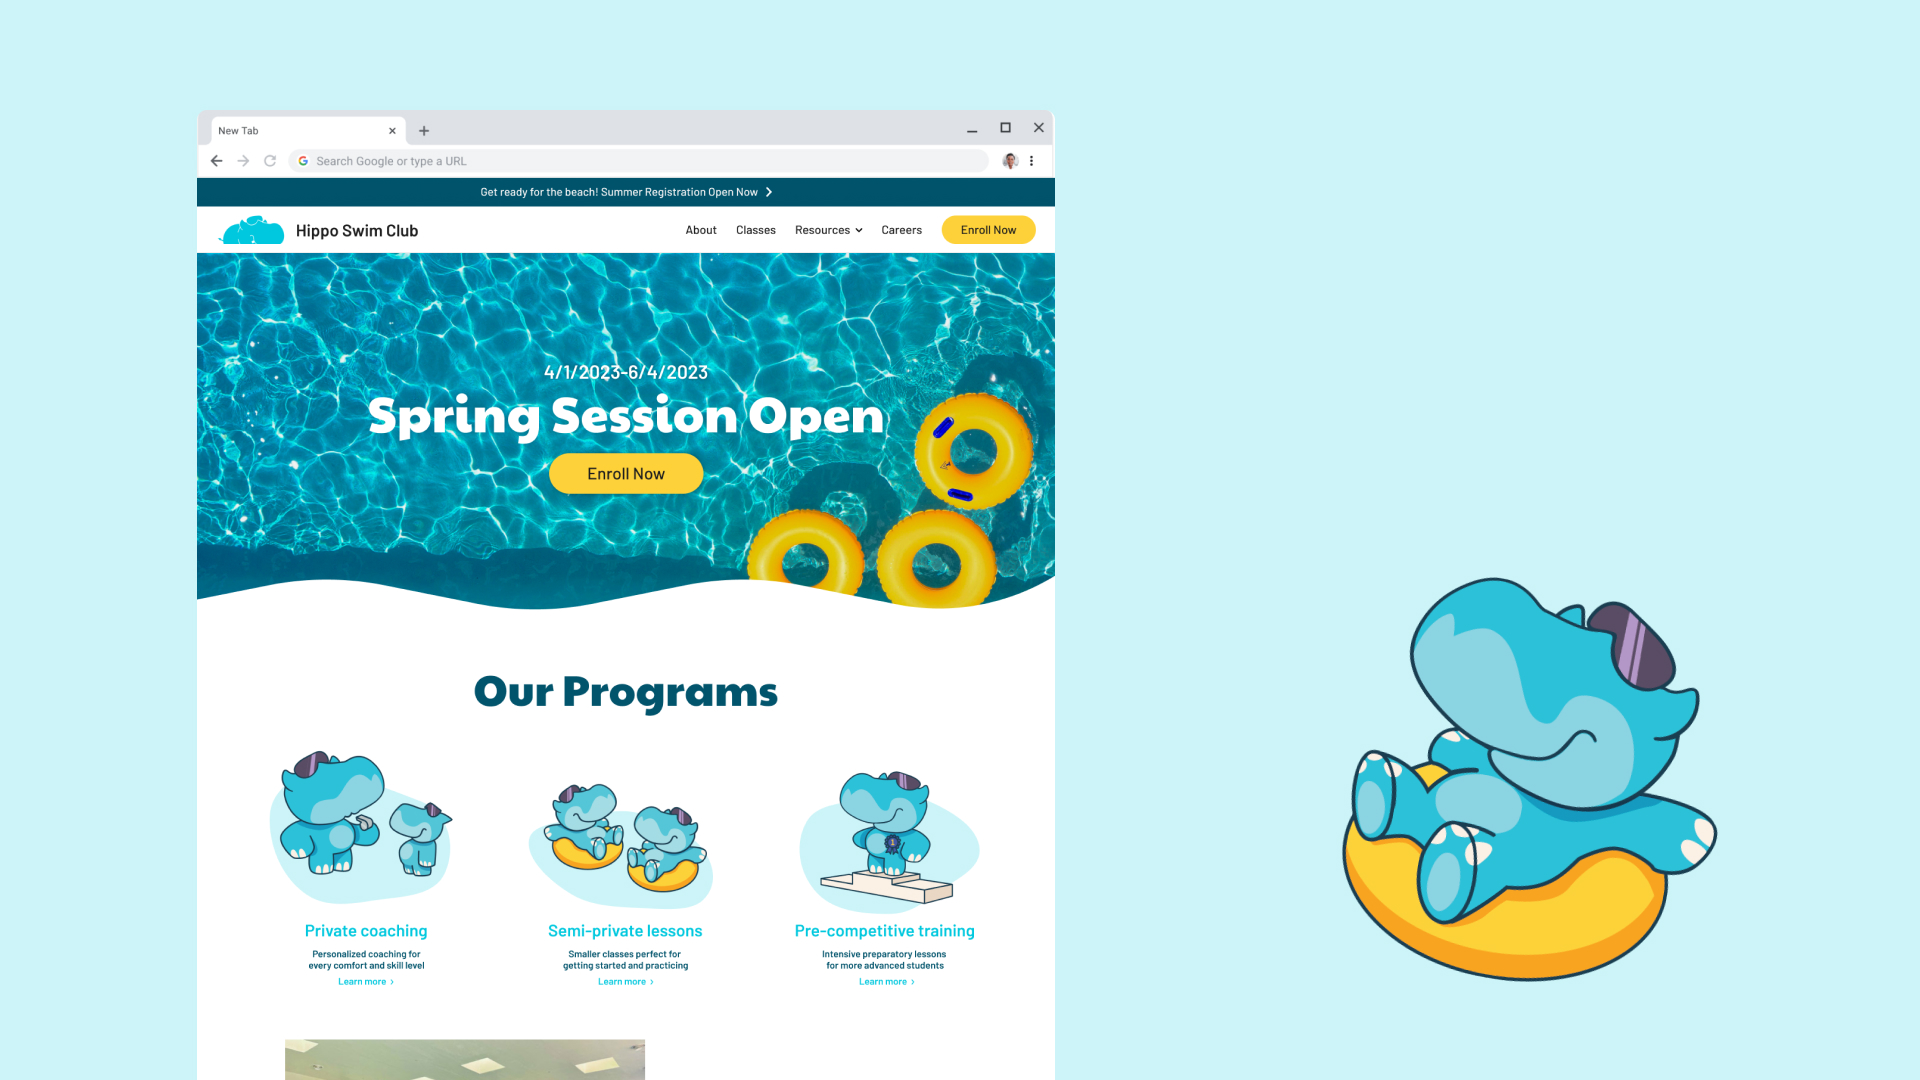 New Tab
Search Google or type a URL
Get ready for the beach! Summer Registration Open Now
Hippo Swim Club
About
Classes
Resources
Careers
Enroll Now
4/1/2023-6/4/2023
Spring Session Open
Enroll Now
Our Programs
Private coaching
Personalized coaching for
every comfort and skill level
Learn more
Semi-private lessons
Smaller classes perfect for
getting started and practicing
Learn more
1
Pre-competitive training
Intensive preparatory lessons
for more advanced students
Learn more